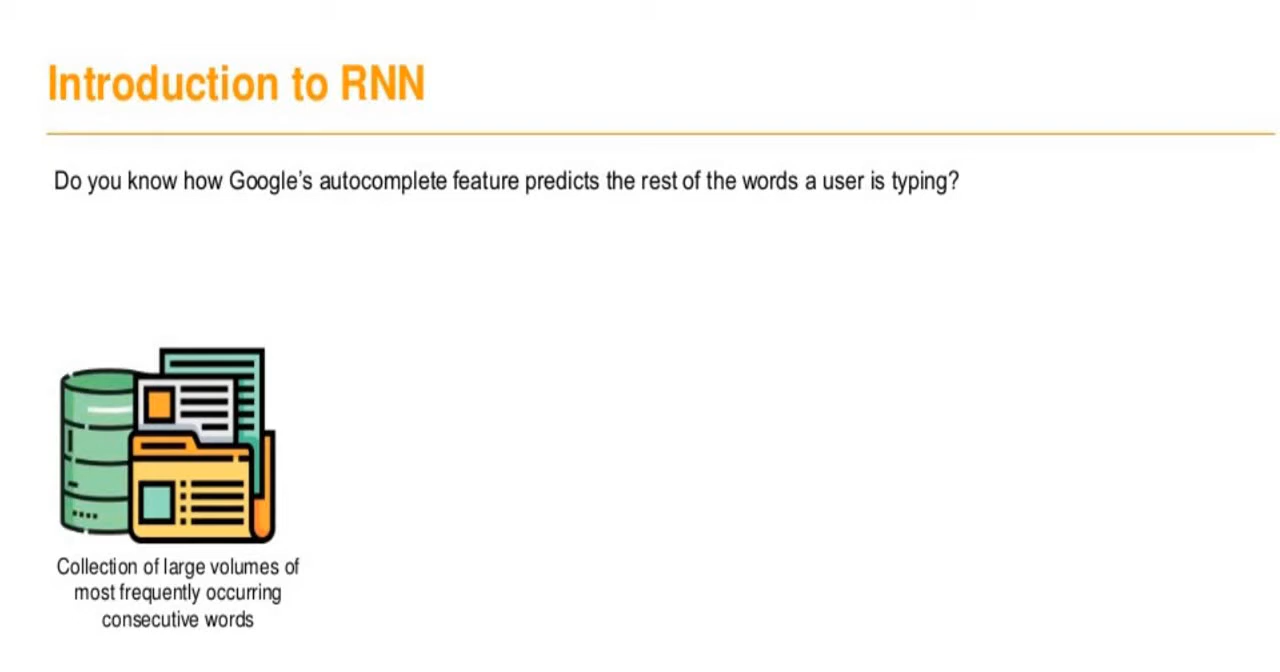 Introduction to RNN
Do you know how Google’s autocomplete feature predicts the rest of the words a user is typing?
Collection of large volumes of
most frequently occurring
consecutive words